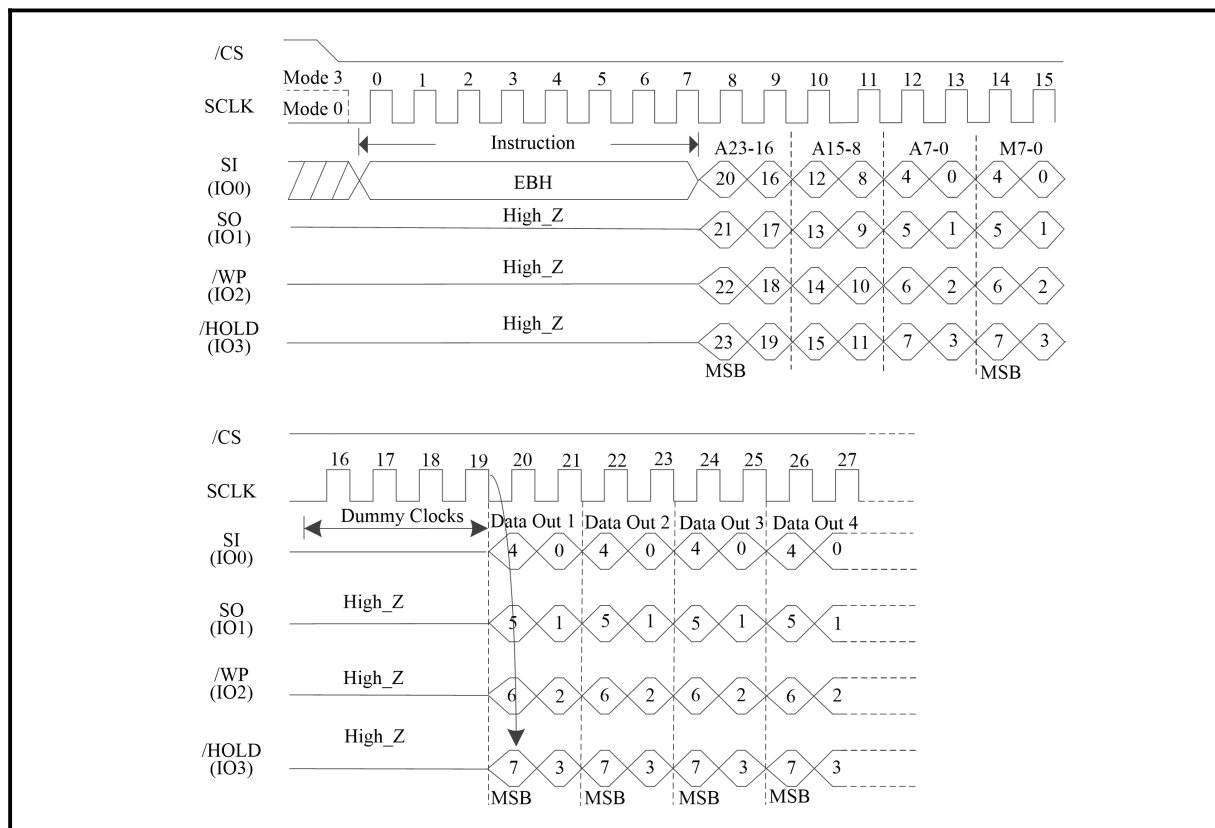 /CS
Mode 3 0 1 2 3 4 5 6 7 8 9 10 11 12 13 14 15
SCLK Mode 0
Instruction A23-16 A15-8 A7-0 M7-0
SI
(IO0) EBH 20 16 12 8 4 0 4 0
SO
(IO1) High_Z 21 17 13 9 5 1 5 1
/WP
(IO2) High_Z 22 18 14 10 6 2 6 2
/HOLD
(IO3) High_Z 23 19 15 11 7 3 7 3
MSB MSB
/CS
16 17 18 19 20 21 22 23 24 25 26 27
SCLK
Dummy Clocks Data Out 1 Data Out 2 Data Out 3 Data Out 4
SI
(IO0) 4 0 4 0 4 0 4 0
SO
(IO1) High_Z 5 1 5 1 5 1 5 1
/WP
(IO2) High_Z 6 2 6 2 6 2 6 2
/HOLD
(IO3) High_Z 7 3 7 3 7 3 7 3
MSB MSB MSB MSB